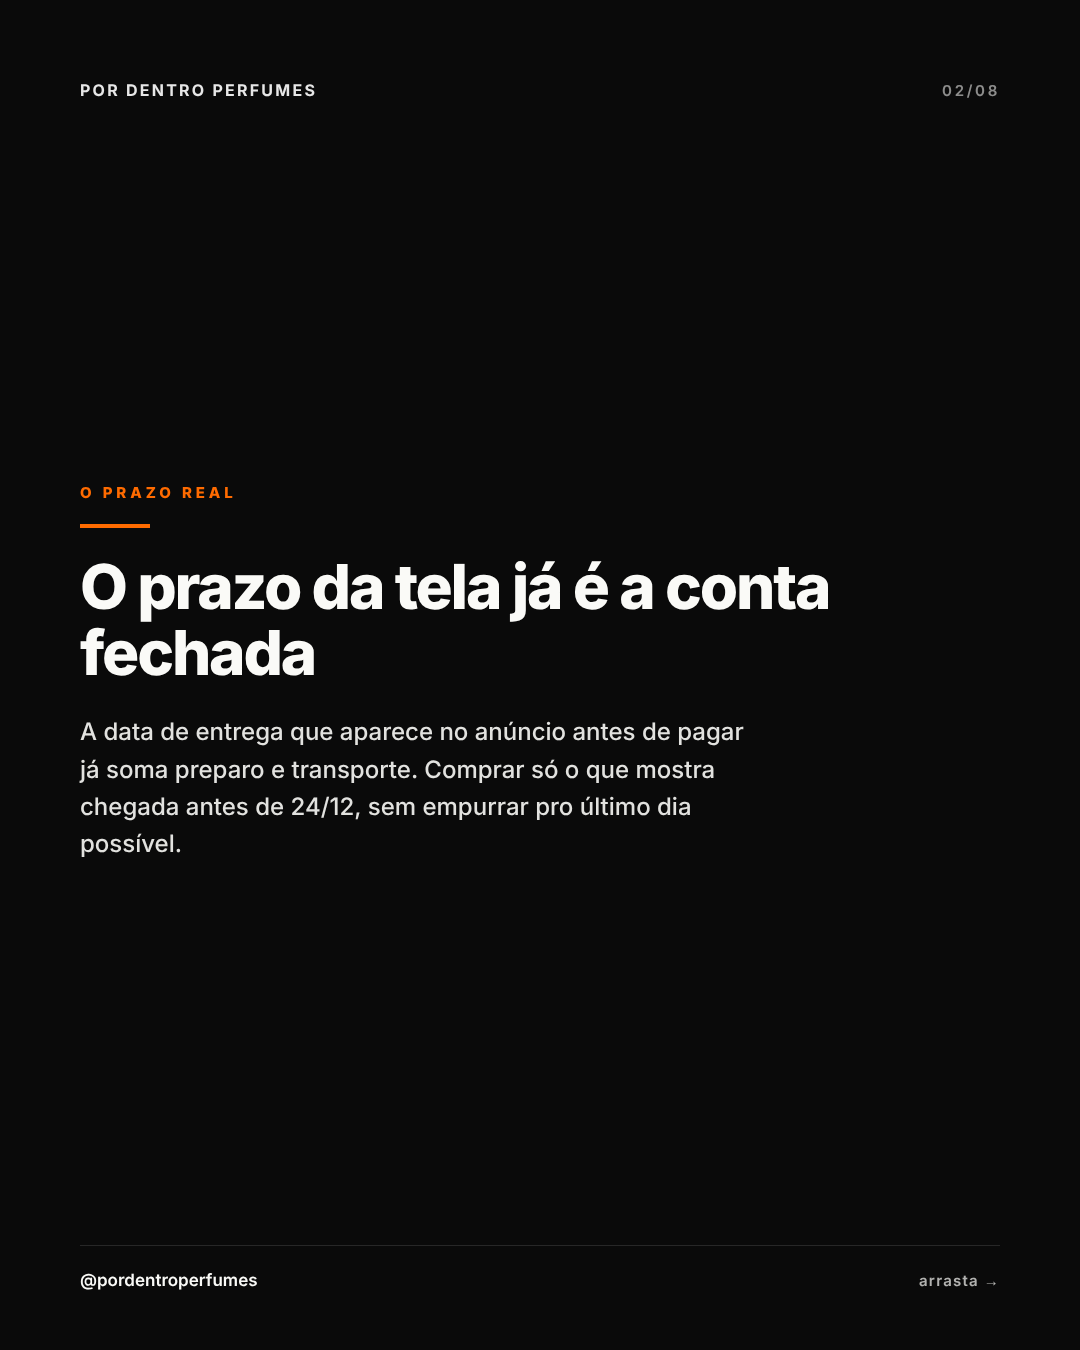 POR DENTRO PERFUMES
02/08
O PRAZO REAL
O prazo da tela já é a conta
fechada
A data de entrega que aparece no anúncio antes de pagar
já soma preparo e transporte. Comprar só o que mostra
chegada antes de 24/12, sem empurrar pro último dia
possível.
@pordentroperfumes
arrasta →